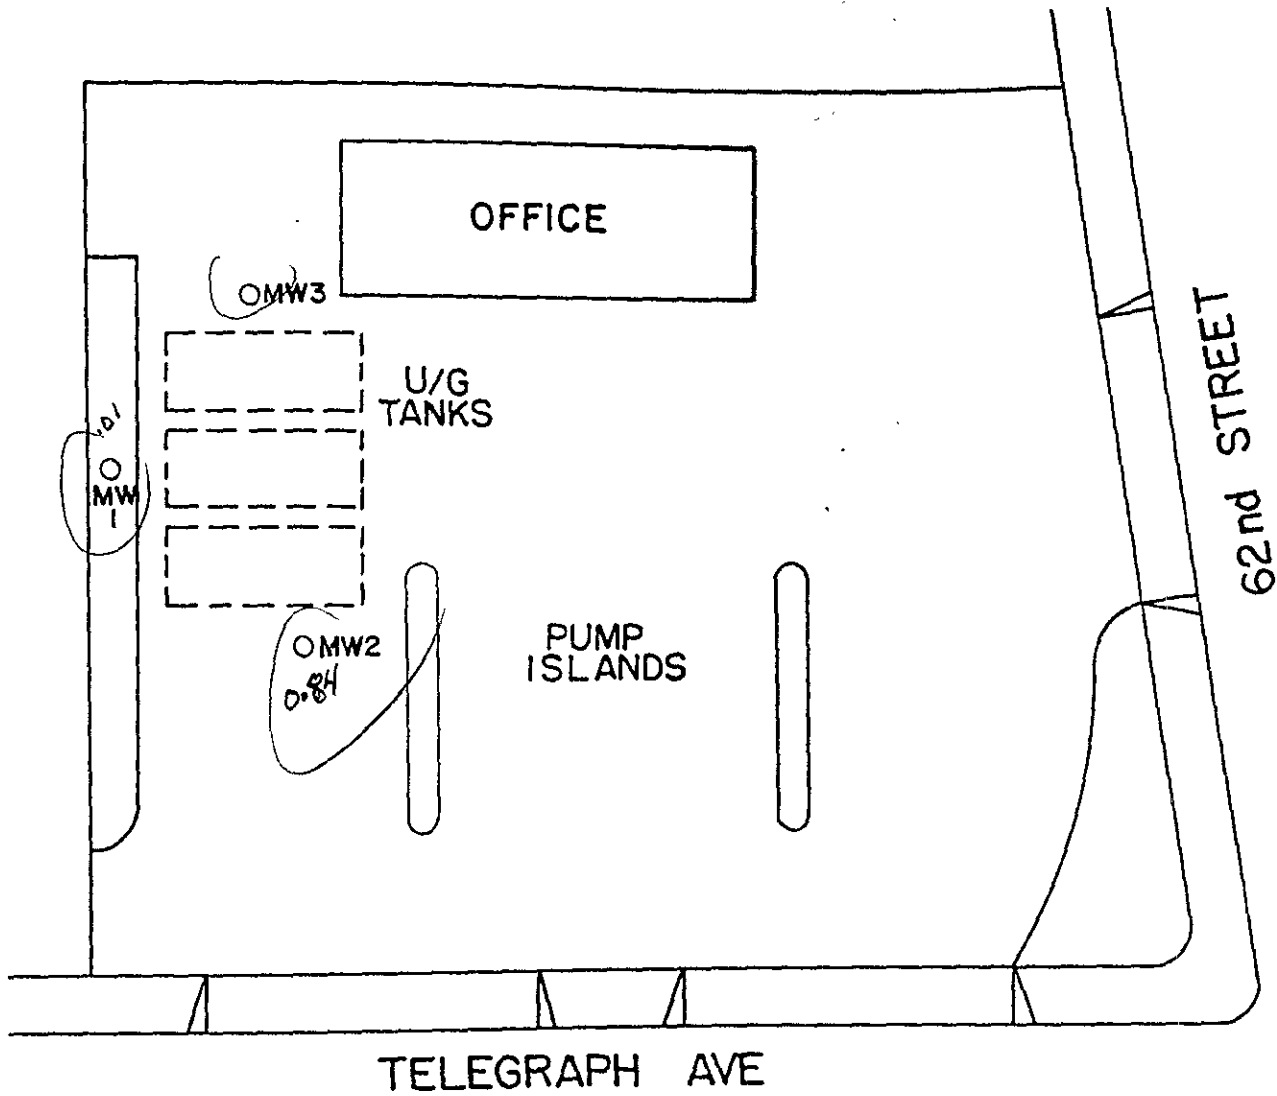 OFFICE
MW3
U/G
TANKS
.01
MW
1
MW2
0.84
PUMP
ISLANDS
62nd STREET
TELEGRAPH AVE